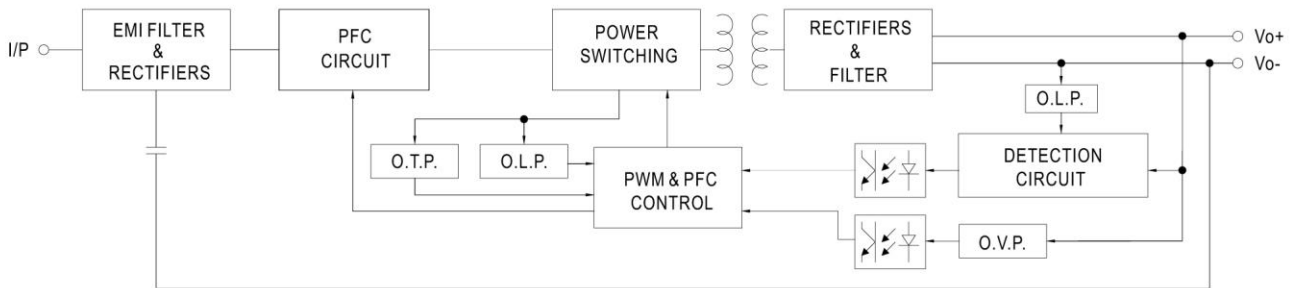 I/P
EMI FILTER
&
RECTIFIERS
PFC
CIRCUIT
POWER
SWITCHING
RECTIFIERS
&
FILTER
Vo+
Vo-
O.L.P.
O.T.P.
O.L.P.
PWM & PFC
CONTROL
DETECTION
CIRCUIT
O.V.P.